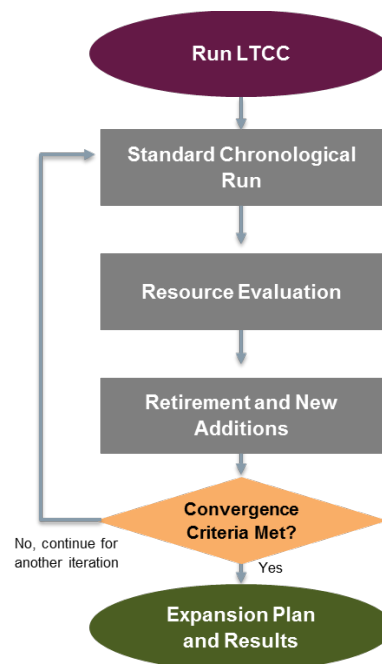 Run LTCC
Standard Chronological
Run
Resource Evaluation
Retirement and New
Additions
Convergence
Criteria Met?
No, continue for
another iteration
Yes
Expansion Plan
and Results